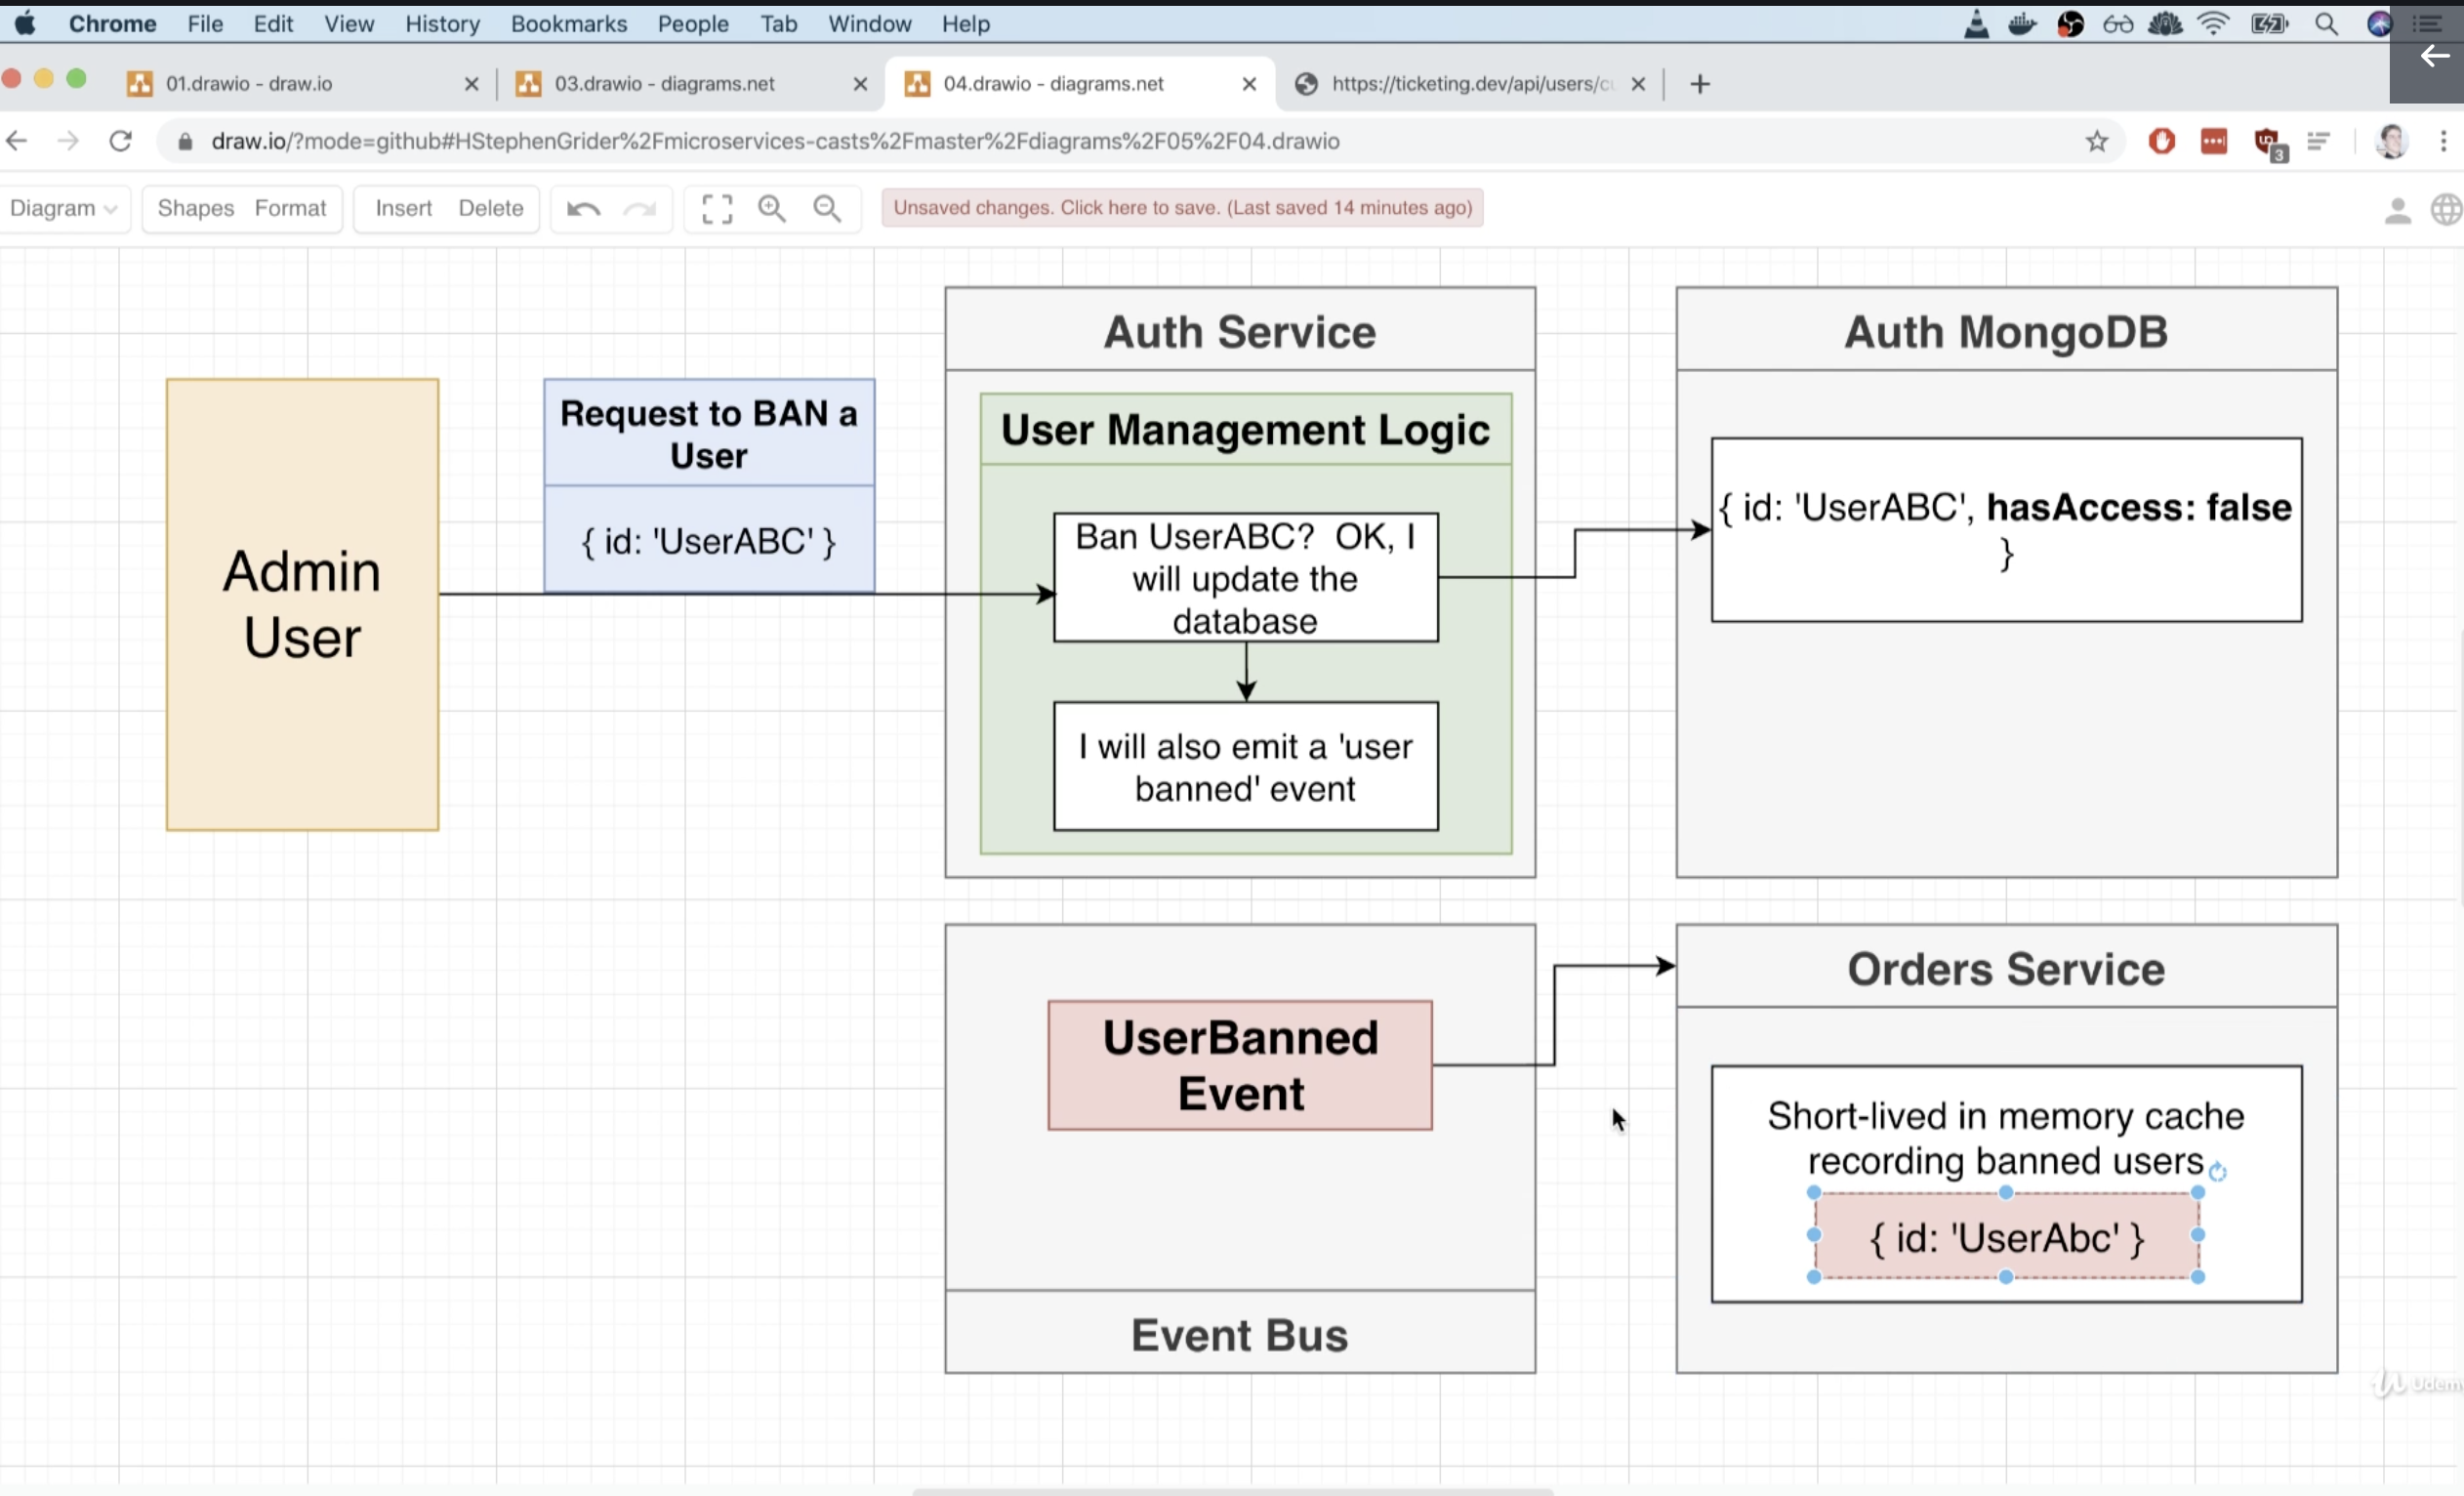 Chrome File Edit View History Bookmarks People Tab Window Help
01.drawio - draw.io
03.drawio - diagrams.net
04.drawio - diagrams.net
https://ticketing.dev/api/users/
draw.io/?mode=github#HStephenGrider%2Fmicroservices-casts%2Fmaster%2Fdiagrams%2F05%2F04.drawio
3
Diagram Shapes Format Insert Delete
Unsaved changes. Click here to save. (Last saved 14 minutes ago)
Admin
User
Request to BAN a
User
{ id: 'UserABC' }
Auth Service
User Management Logic
Ban UserABC? OK, I
will update the
database
I will also emit a 'user
banned' event
Auth MongoDB
{ id: 'UserABC', hasAccess: false
}
UserBanned
Event
Event Bus
Orders Service
Short-lived in memory cache
recording banned users
{ id: 'UserAbc' }
Udem